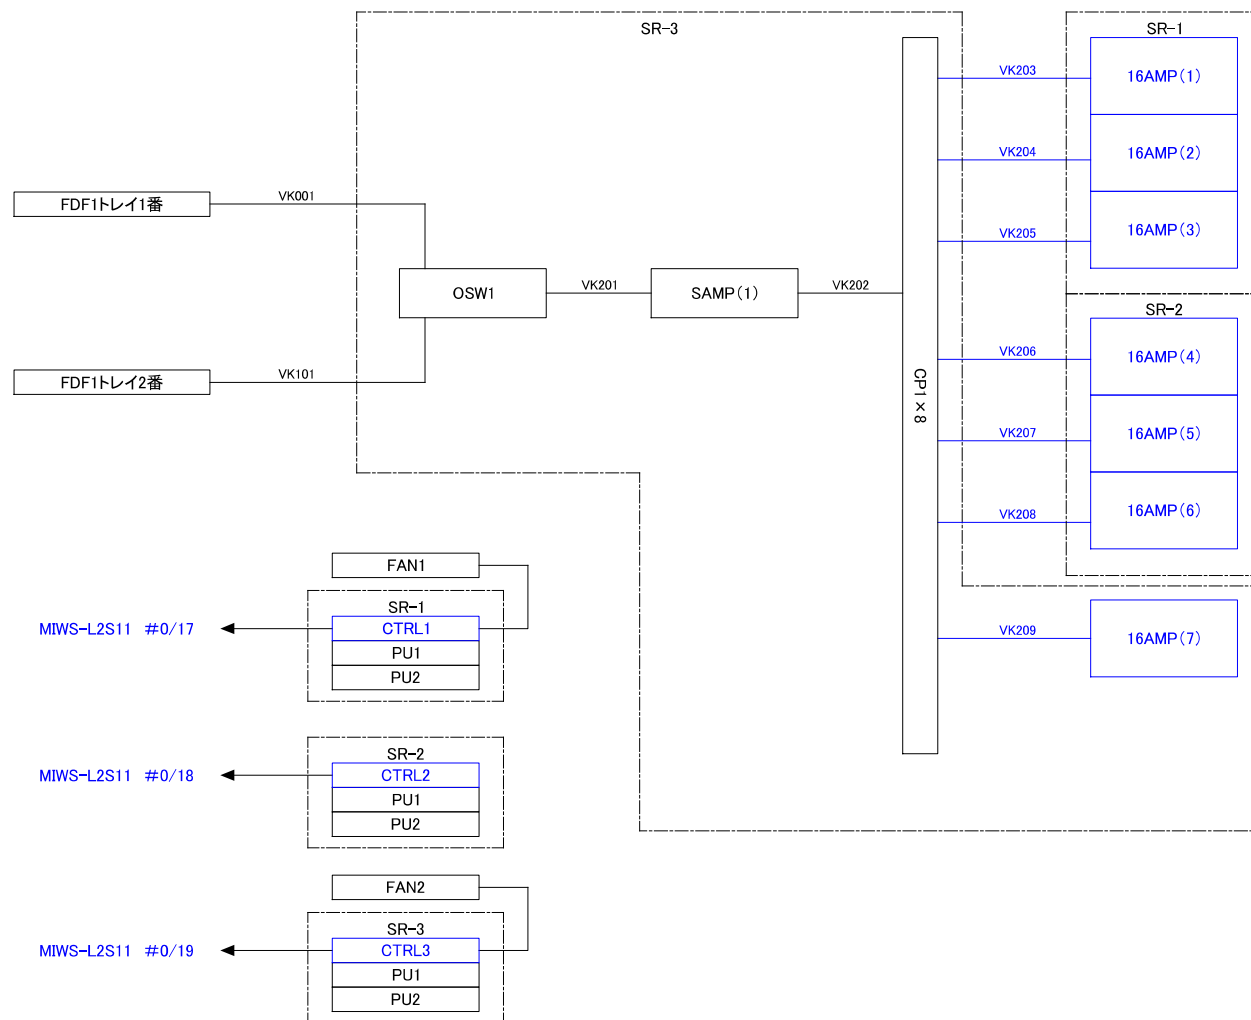 SR-3
SR-1
VK203
16AMP(1)
VK204
16AMP(2)
VK205
16AMP(3)
FDF1トレイ1番
VK001
OSW1
VK201
SAMP(1)
VK202
FDF1トレイ2番
VK101
CP1×8
SR-2
VK206
16AMP(4)
VK207
16AMP(5)
VK208
16AMP(6)
VK209
16AMP(7)
FAN1
SR-1
MIWS-L2S11 #0/17
CTRL1
PU1
PU2
SR-2
MIWS-L2S11 #0/18
CTRL2
PU1
PU2
FAN2
SR-3
MIWS-L2S11 #0/19
CTRL3
PU1
PU2